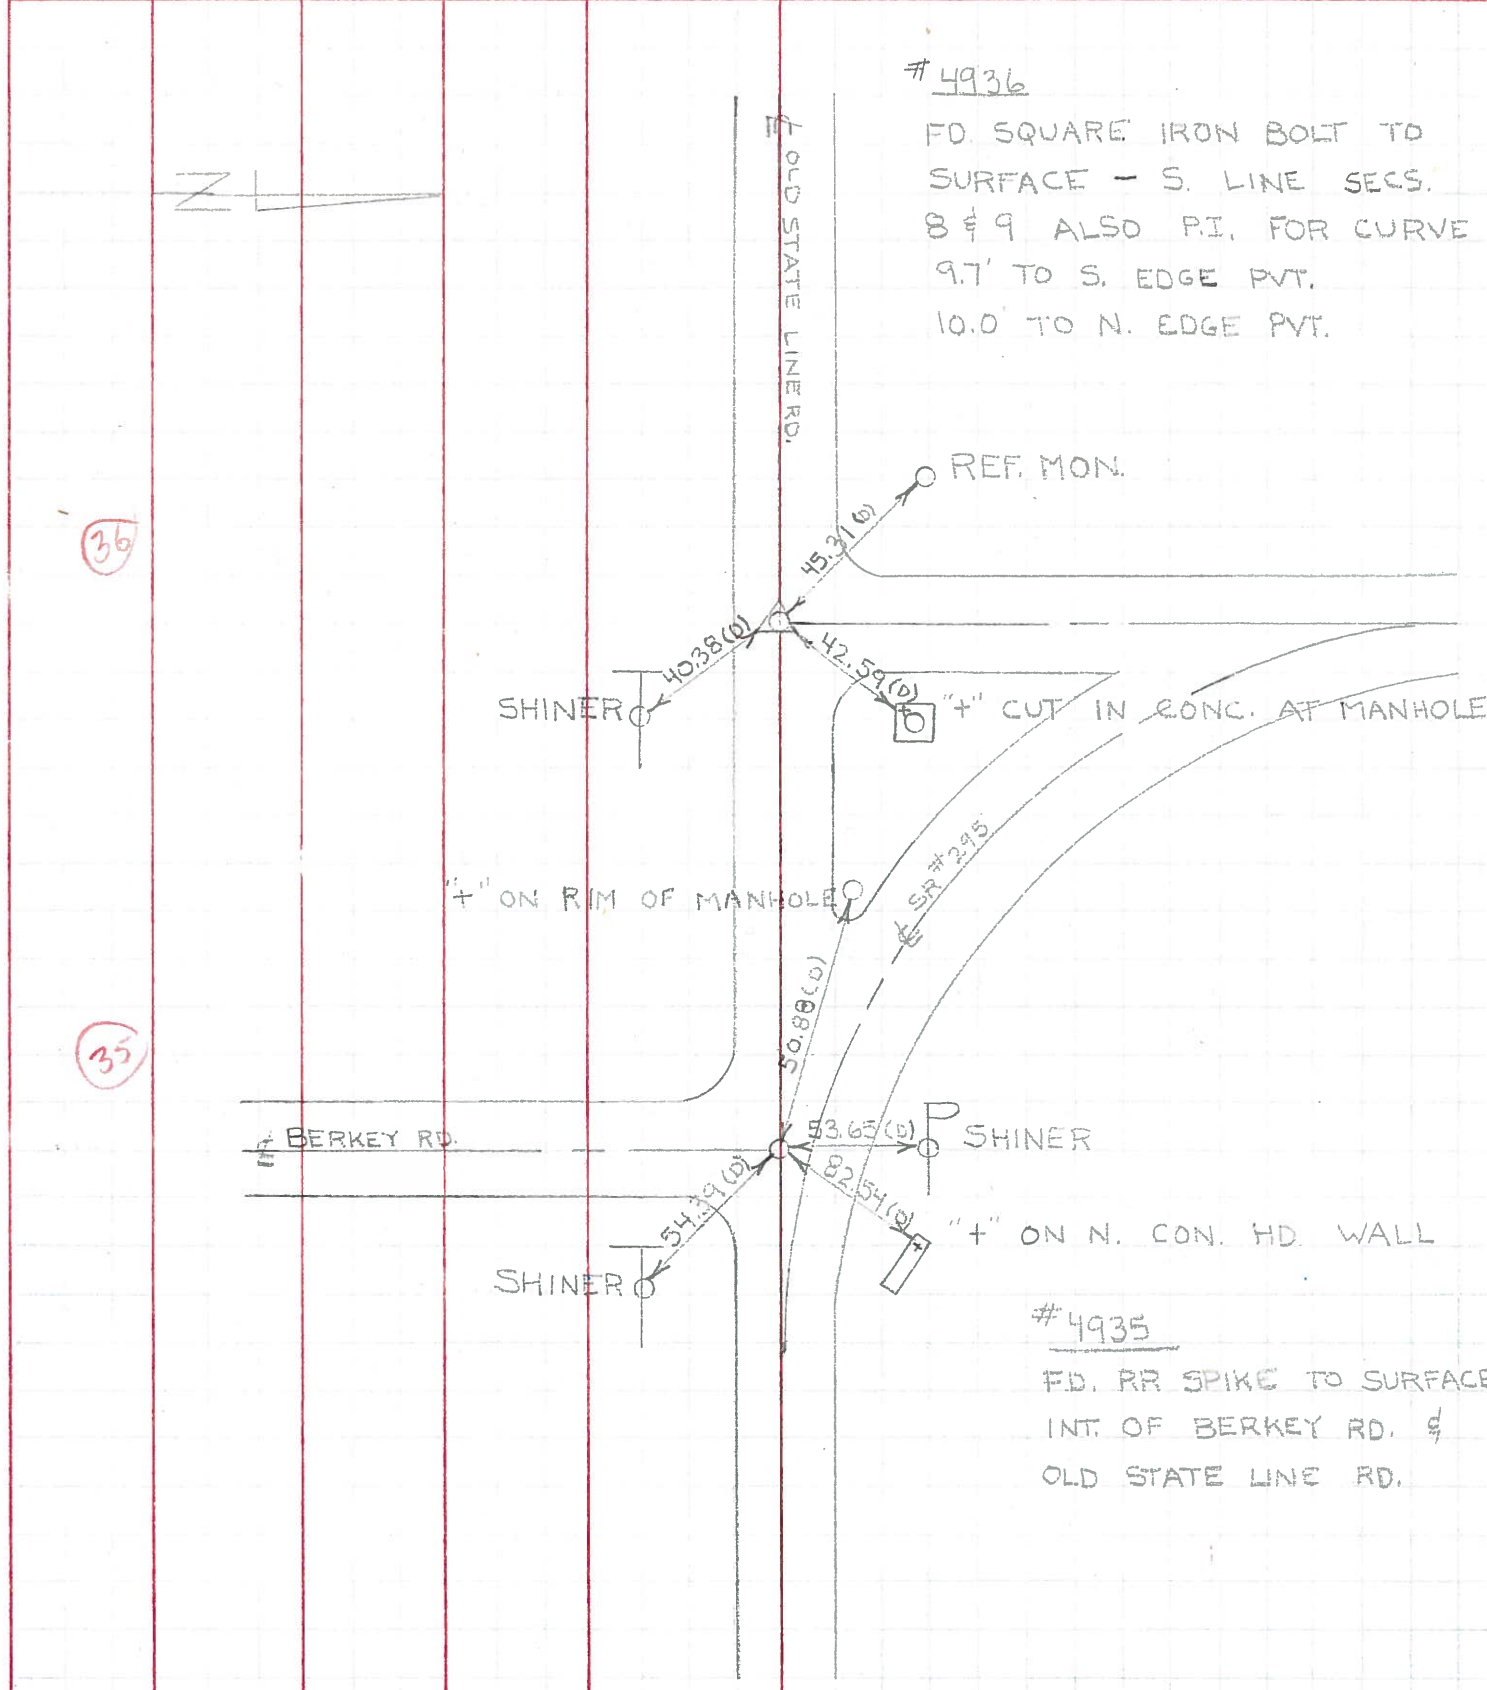 # 4936
FD. SQUARE IRON BOLT TO
SURFACE - S. LINE SECS.
8 & 9 ALSO P.I. FOR CURVE
9.7' TO S. EDGE PVT.
10.0' TO N. EDGE PVT.
N
℄ OLD STATE LINE RD.
REF. MON.
45.31 (D)
36
40.38 (D)
42.59 (D)
SHINER
"+" CUT IN CONC. AT MANHOLE
℄ SR #295
"+" ON RIM OF MANHOLE
50.88 (D)
35
℄ BERKEY RD.
53.65 (D)
SHINER
82.54 (D)
54.39 (D)
"+" ON N. CON. HD. WALL
SHINER
# 4935
FD. RR SPIKE TO SURFACE
INT. OF BERKEY RD. &
OLD STATE LINE RD.